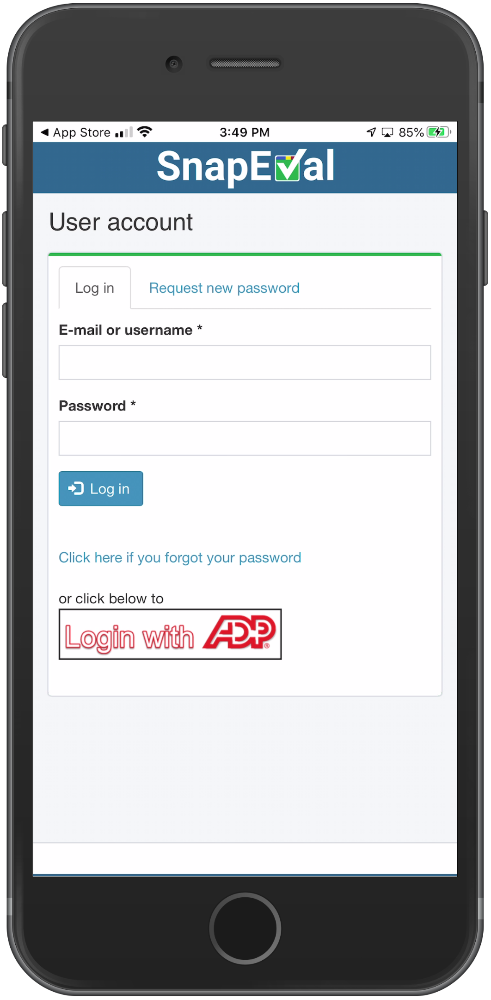 App Store 3:49 PM 85%
SnapEval
User account
Log in Request new password
E-mail or username *
Password *
Log in
Click here if you forgot your password
or click below to
Login with ADP®